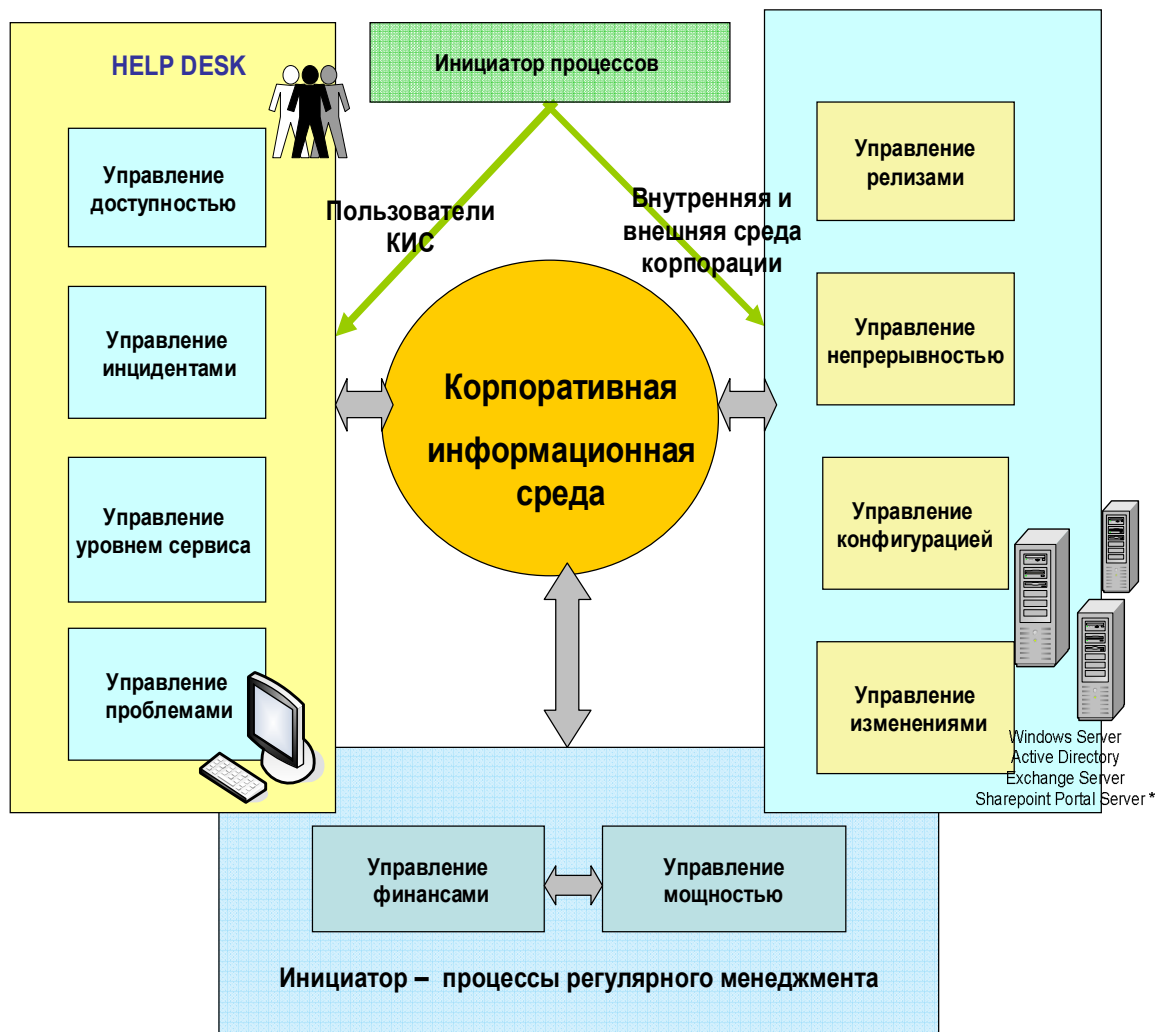 HELP DESK
Управление
доступностью
Управление
инцидентами
Управление
уровнем сервиса
Управление
проблемами
Инициатор процессов
Пользователи
КИС
Внутренняя и
внешняя среда
корпорации
Корпоративная
информационная
среда
Управление
релизами
Управление
непрерывностью
Управление
конфигурацией
Управление
изменениями
Windows Server
Active Directory
Exchange Server
Sharepoint Portal Server *
Управление
финансами
Управление
мощностью
Инициатор – процессы регулярного менеджмента